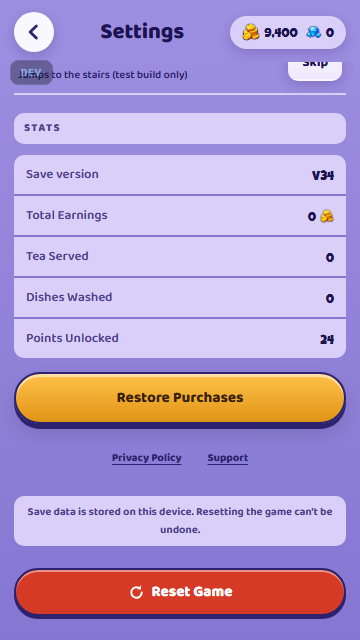 Settings
9,400 0
DEV
Jumps to the stairs (test build only)
Skip
STATS
Save version V34
Total Earnings 0
Tea Served 0
Dishes Washed 0
Points Unlocked 24
Restore Purchases
Privacy Policy Support
Save data is stored on this device. Resetting the game can't be
undone.
Reset Game